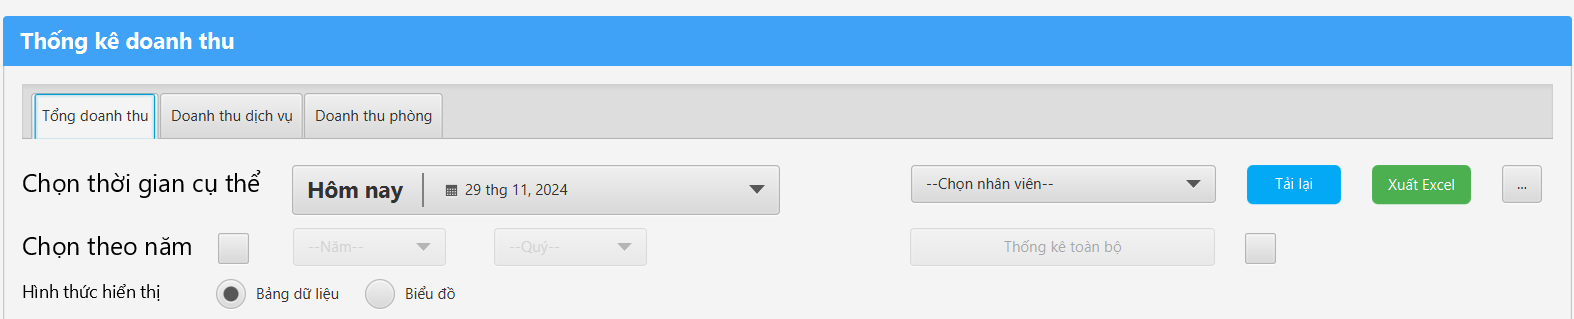 Thống kê doanh thu
Tổng doanh thu Doanh thu dịch vụ Doanh thu phòng
Chọn thời gian cụ thể Hôm nay 29 thg 11, 2024 --Chọn nhân viên-- Tải lại Xuất Excel ...
Chọn theo năm --Năm-- --Quý-- Thống kê toàn bộ
Hình thức hiển thị Bảng dữ liệu Biểu đồ